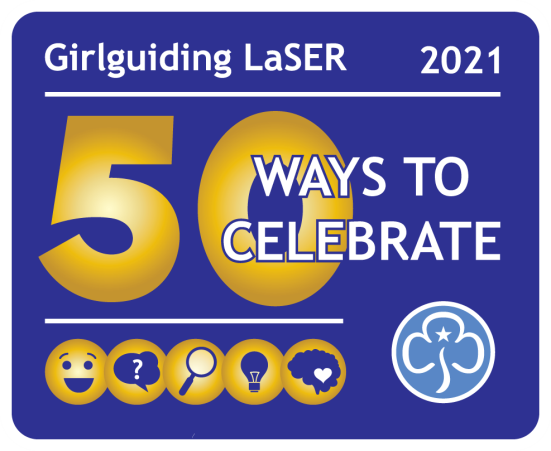 Girlguiding LaSER 2021
50 WAYS TO
CELEBRATE
?